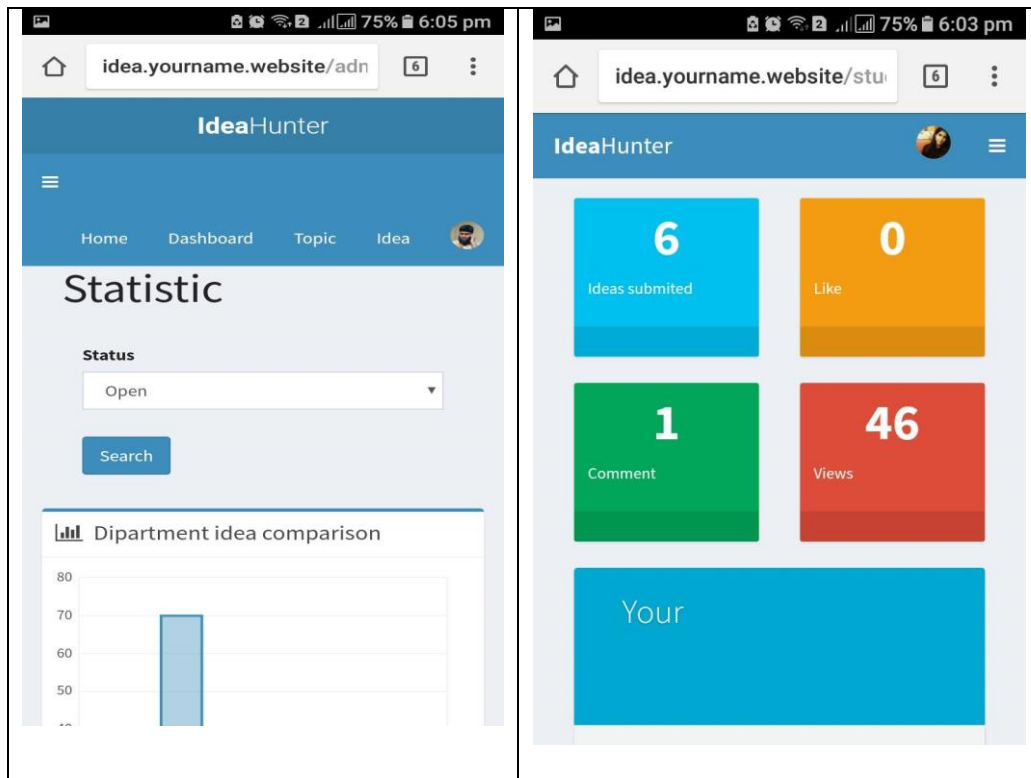 75% 6:05 pm
idea.yourname.website/adn
6
IdeaHunter
Home Dashboard Topic Idea
Statistic
Status
Open
Search
Dipartment idea comparison
80
70
60
50
2 75% 6:03 pm
idea.yourname.website/stu
6
IdeaHunter
6
Ideas submited
0
Like
1
Comment
46
Views
Your